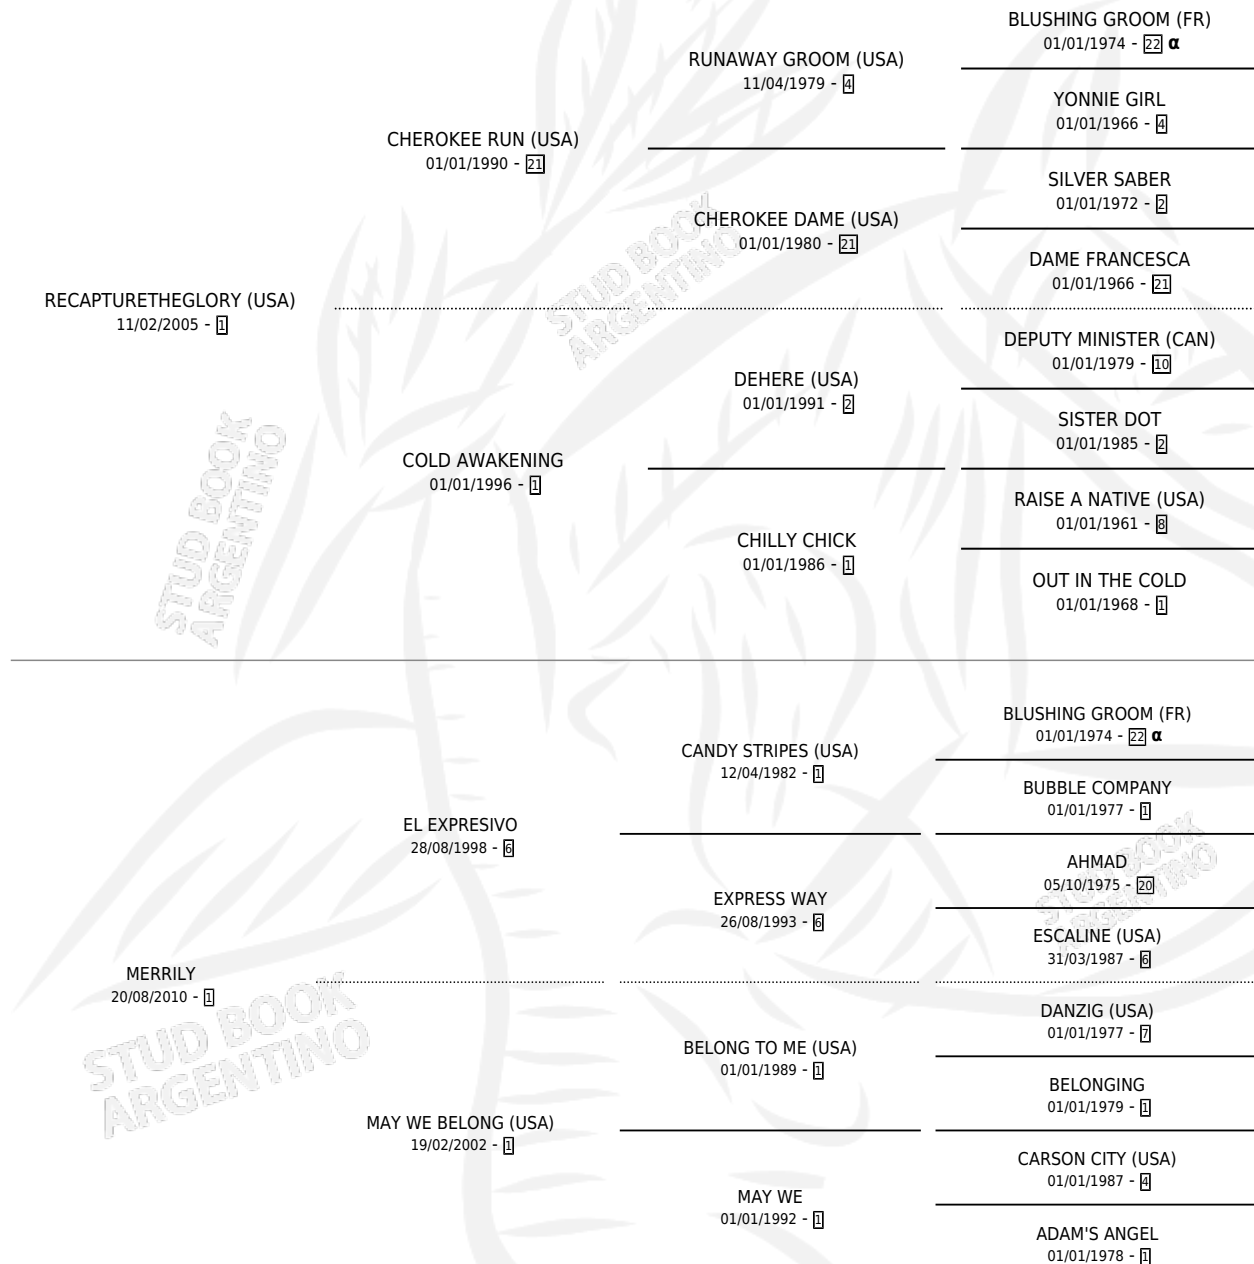 BLUSHING GROOM (FR)
01/01/1974 - 22 α
RUNAWAY GROOM (USA)
11/04/1979 - 4
YONNIE GIRL
01/01/1966 - 4
CHEROKEE RUN (USA)
01/01/1990 - 21
SILVER SABER
01/01/1972 - 2
CHEROKEE DAME (USA)
01/01/1980 - 21
DAME FRANCESCA
01/01/1966 - 21
RECAPTURETHEGLORY (USA)
11/02/2005 - 1
STUD BOOK
ARGENTINO
DEPUTY MINISTER (CAN)
01/01/1979 - 10
DEHERE (USA)
01/01/1991 - 2
SISTER DOT
01/01/1985 - 2
COLD AWAKENING
01/01/1996 - 1
RAISE A NATIVE (USA)
01/01/1961 - 8
CHILLY CHICK
01/01/1986 - 1
OUT IN THE COLD
01/01/1968 - 1
STUD BOOK
ARGENTINO
BLUSHING GROOM (FR)
01/01/1974 - 22 α
CANDY STRIPES (USA)
12/04/1982 - 1
BUBBLE COMPANY
01/01/1977 - 1
EL EXPRESIVO
28/08/1998 - 6
AHMAD
05/10/1975 - 20
STUD BOOK
ARGENTINO
EXPRESS WAY
26/08/1993 - 6
ESCALINE (USA)
31/03/1987 - 6
MERRILY
20/08/2010 - 1
STUD BOOK
ARGENTINO
DANZIG (USA)
01/01/1977 - 7
BELONG TO ME (USA)
01/01/1989 - 1
BELONGING
01/01/1979 - 1
MAY WE BELONG (USA)
19/02/2002 - 1
CARSON CITY (USA)
01/01/1987 - 4
MAY WE
01/01/1992 - 1
ADAM'S ANGEL
01/01/1978 - 1